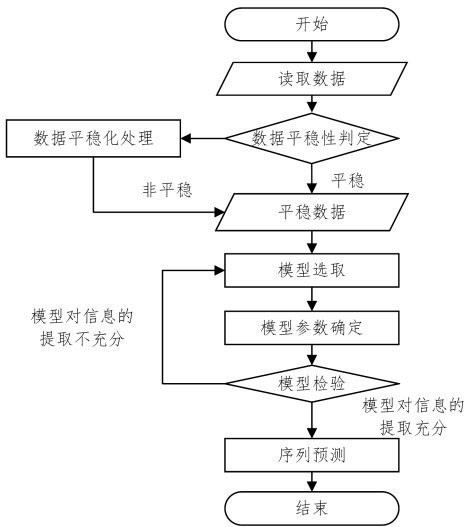 开始
读取数据
数据平稳性判定
数据平稳化处理
非平稳
平稳
平稳数据
模型选取
模型对信息的
提取不充分
模型参数确定
模型检验
模型对信息的
提取充分
序列预测
结束